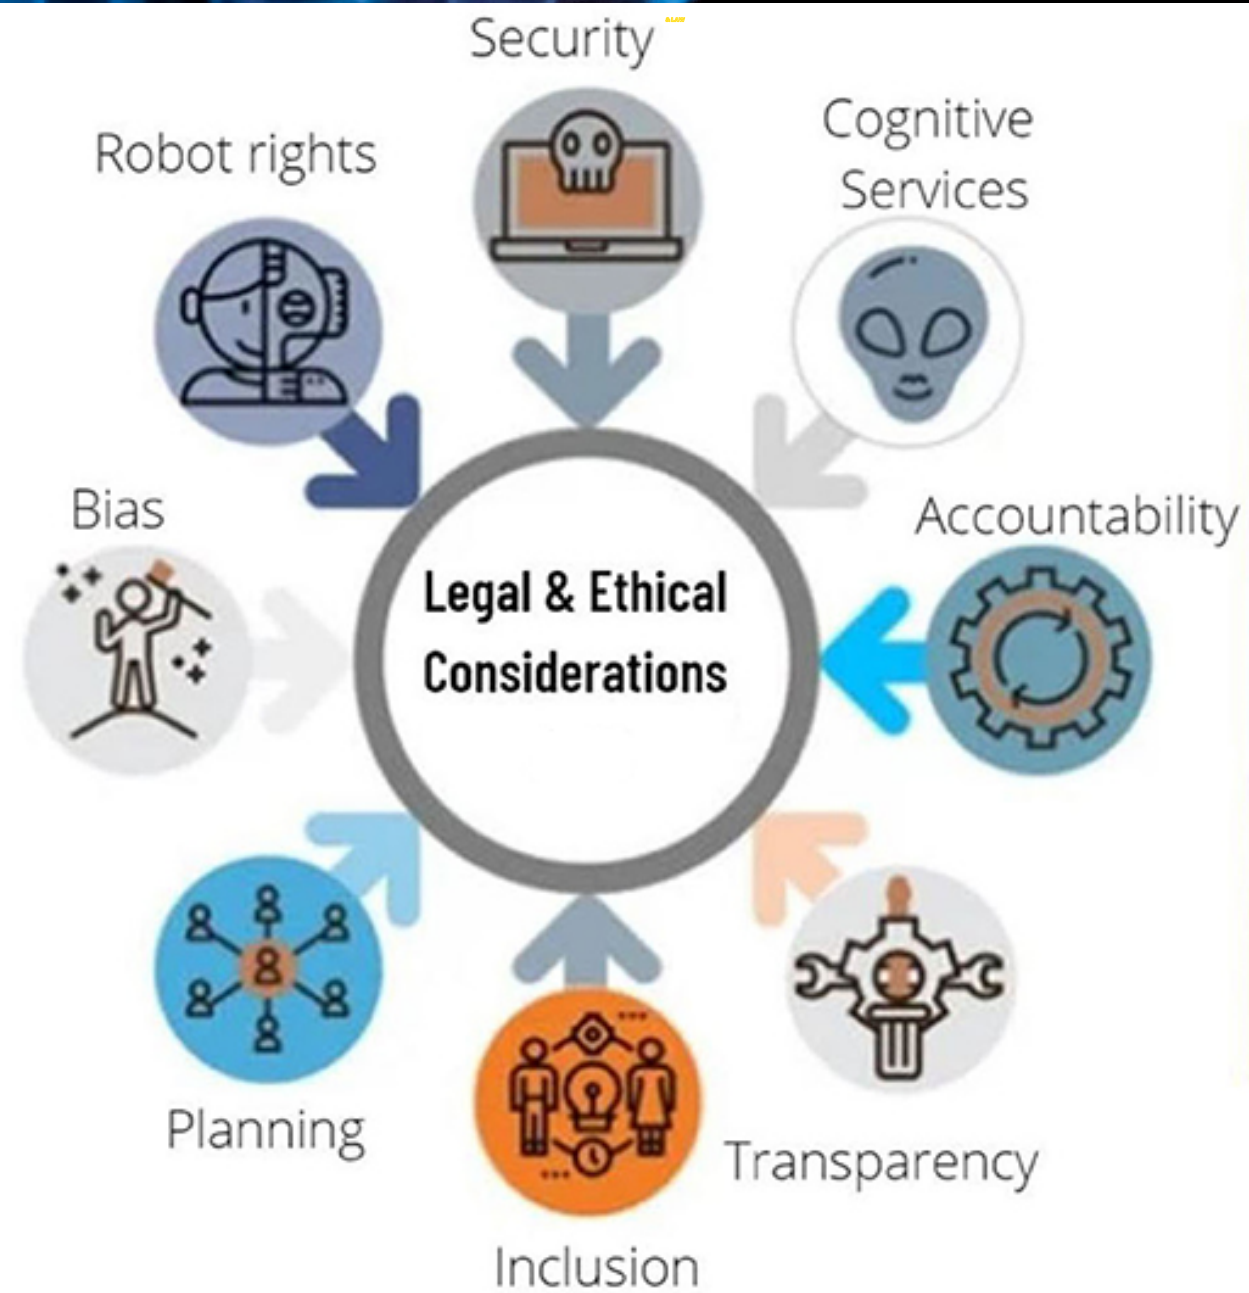 Security
Cognitive
Services
Robot rights
Bias
Accountability
Legal & Ethical
Considerations
Planning
Transparency
Inclusion